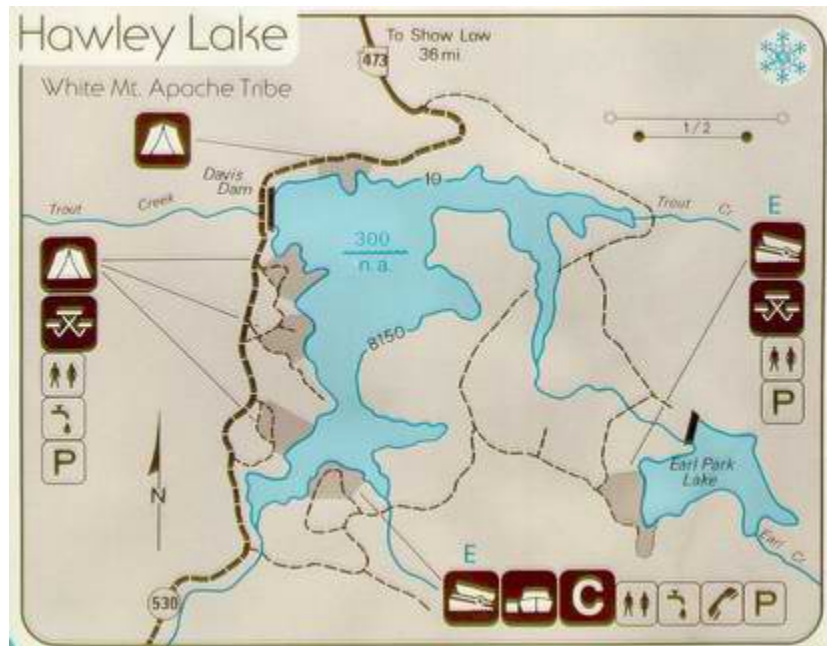 Hawley Lake
White Mt. Apache Tribe
473
To Show Low
36 mi.
1/2
Davis
Dam
Trout Creek
10
Trout Cr.
E
300
n.a.
8150
P
P
N
Earl Park
Lake
Earl Cr.
E
C
P
530